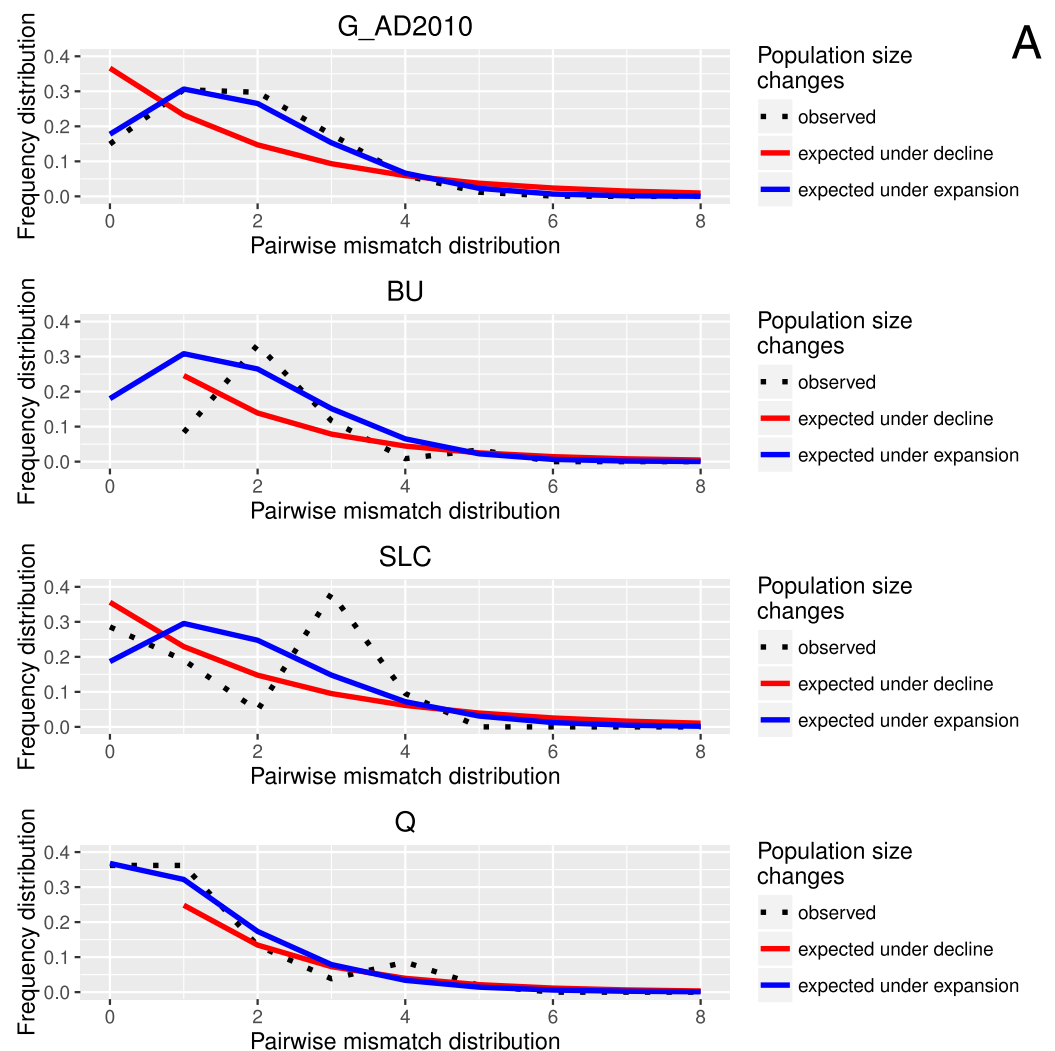 G_AD2010
A
Frequency distribution
0.4
0.3
0.2
0.1
0.0
0 2 4 6 8
Pairwise mismatch distribution
Population size
changes
observed
expected under decline
expected under expansion
BU
Frequency distribution
0.4
0.3
0.2
0.1
0.0
0 2 4 6 8
Pairwise mismatch distribution
Population size
changes
observed
expected under decline
expected under expansion
SLC
Frequency distribution
0.4
0.3
0.2
0.1
0.0
0 2 4 6 8
Pairwise mismatch distribution
Population size
changes
observed
expected under decline
expected under expansion
Q
Frequency distribution
0.4
0.3
0.2
0.1
0.0
0 2 4 6 8
Pairwise mismatch distribution
Population size
changes
observed
expected under decline
expected under expansion